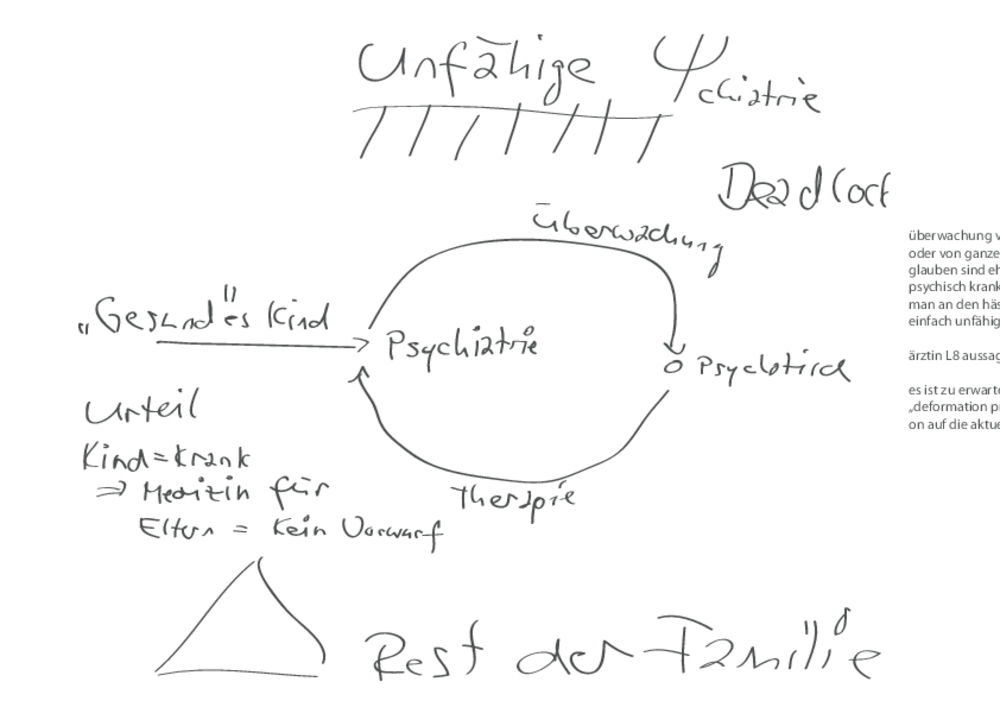 Unfähige Ψchiatrie
Deadlock
Überwachung
„Gesund"es Kind
Psychiatrie
Psychotisch
Urteil
Kind = krank
⇒ Medizin für
Eltern = Kein Vorwurf
Therapie
Rest der Familie
überwachung v
oder von ganze
glauben sind eh
psychisch krank
man an den häs
einfach unfähig
ärztin L8 aussag
es ist zu erwarte
„deformation p
on auf die aktue